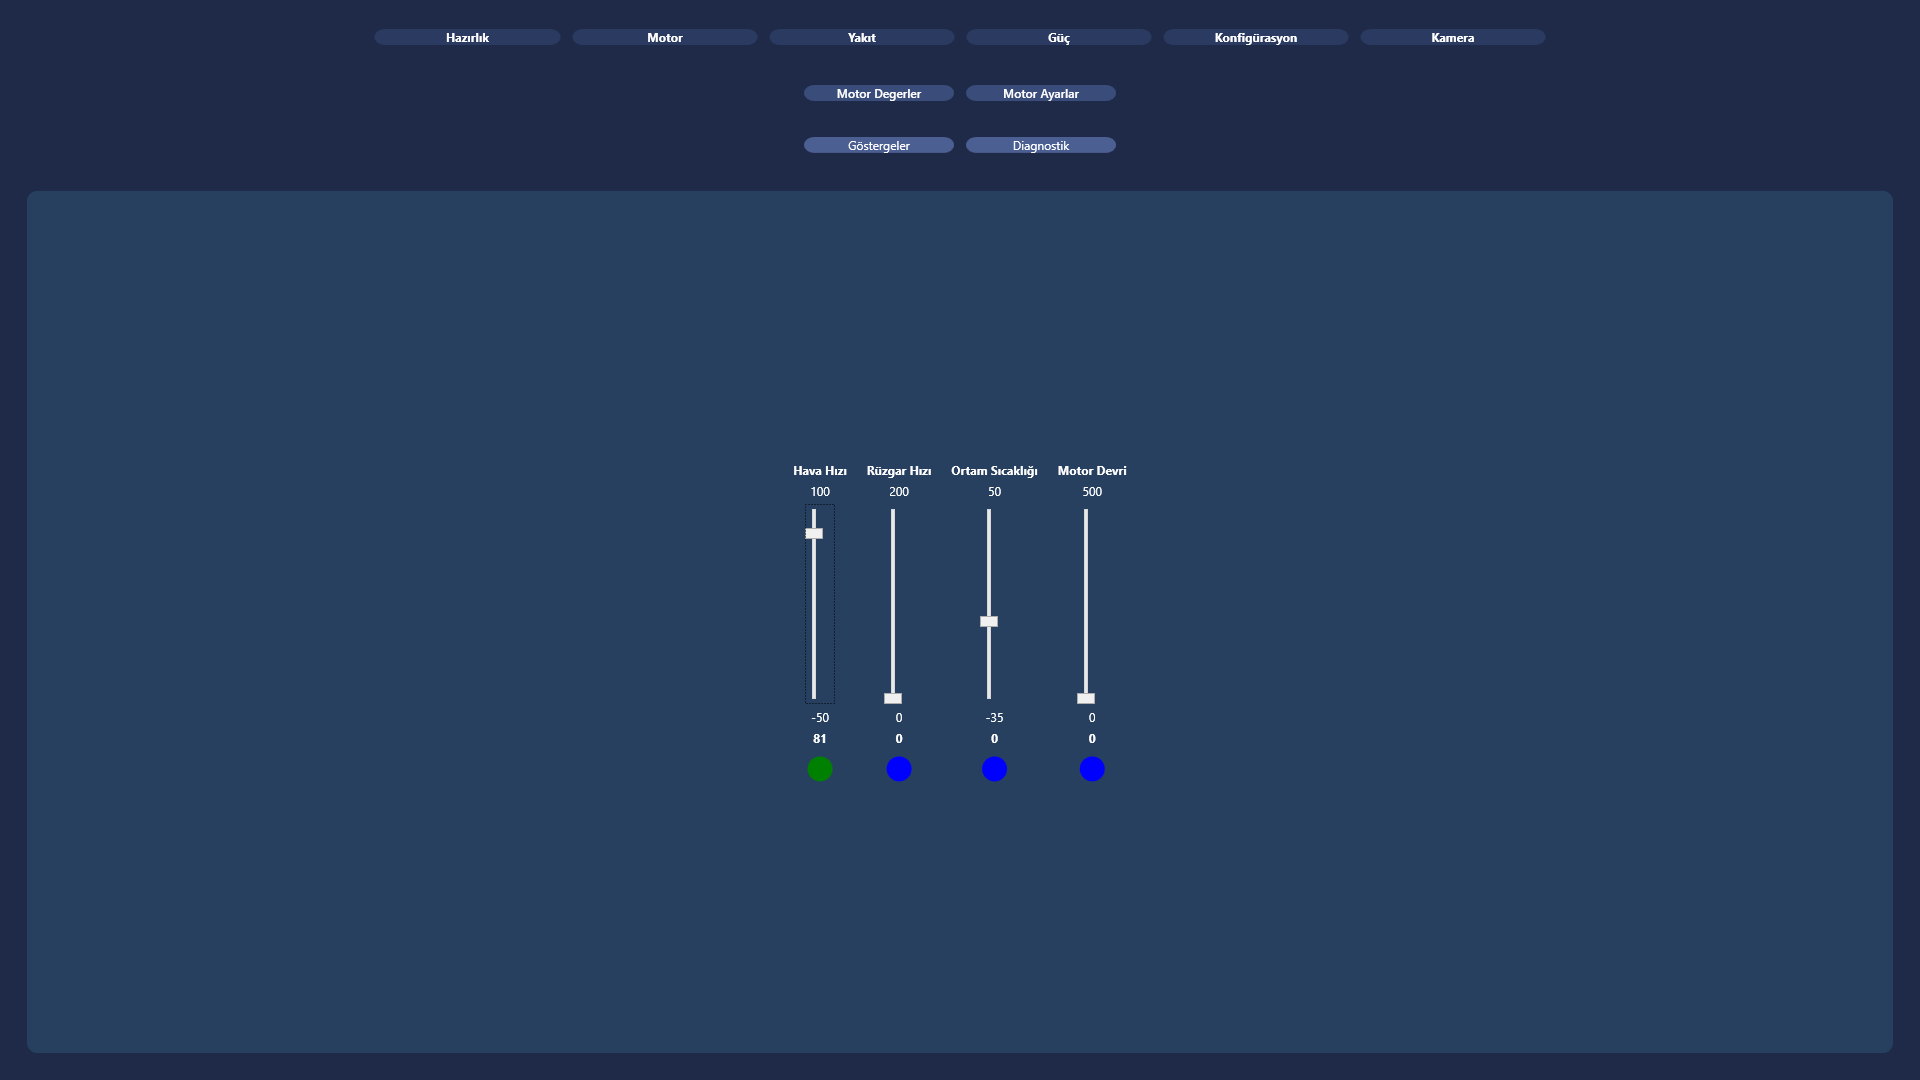 Hazırlık Motor Yakıt Güç Konfigürasyon Kamera
Motor Degerler Motor Ayarlar
Göstergeler Diagnostik
Hava Hızı Rüzgar Hızı Ortam Sıcaklığı Motor Devri
100 200 50 500
-50 0 -35 0
81 0 0 0